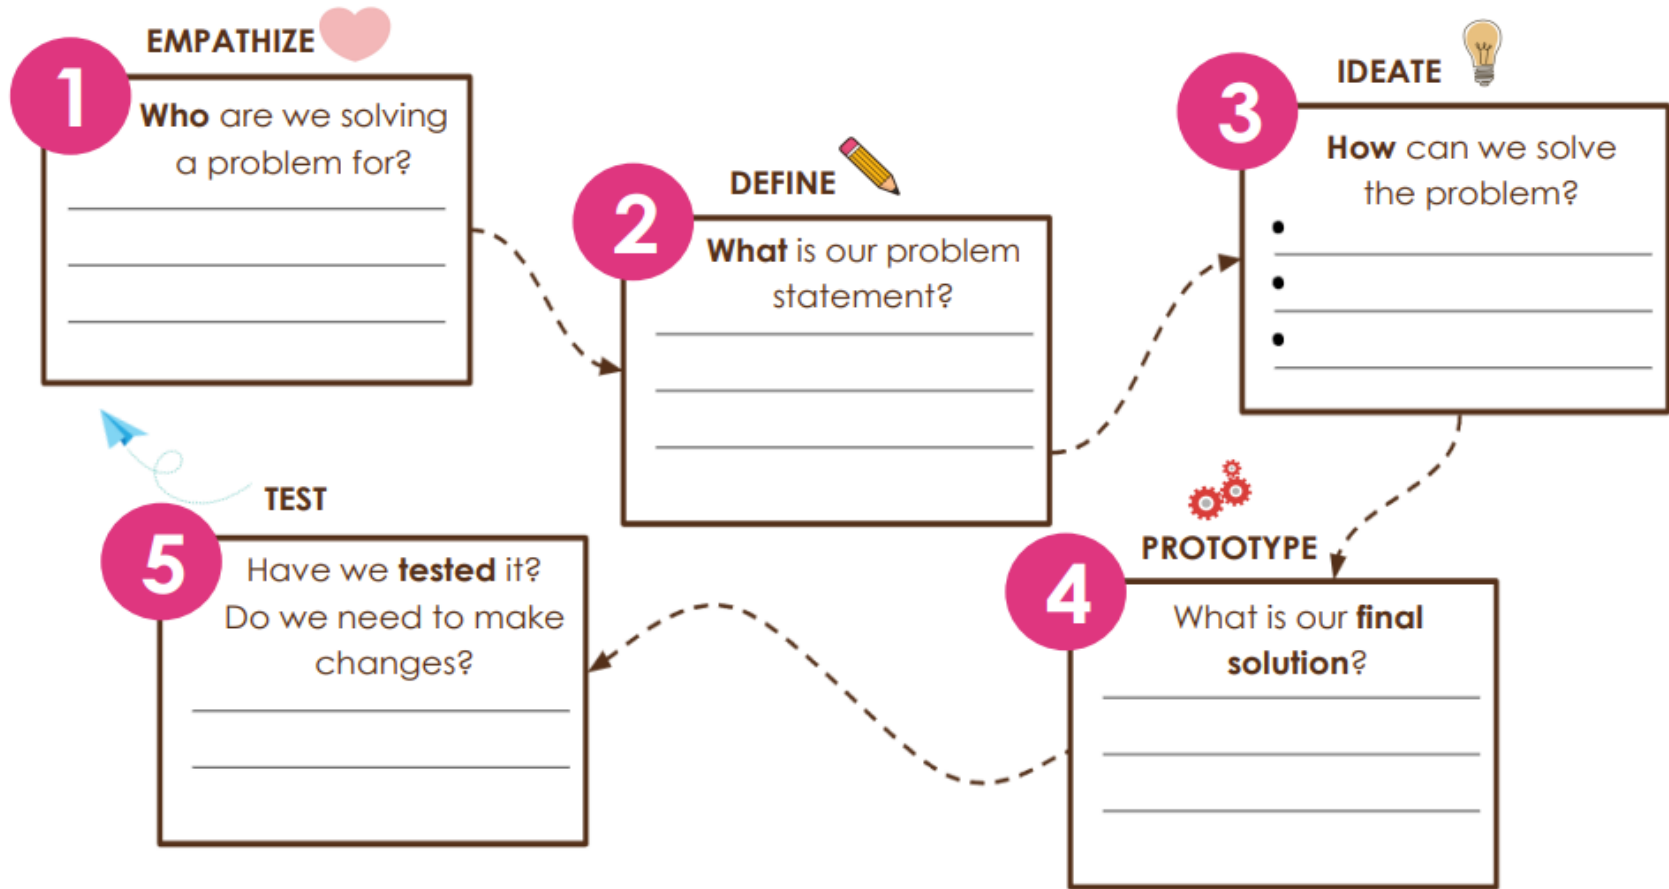 EMPATHIZE
1
Who are we solving
a problem for?
DEFINE
2
What is our problem
statement?
IDEATE
3
How can we solve
the problem?
•
•
•
PROTOTYPE
4
What is our final
solution?
TEST
5
Have we tested it?
Do we need to make
changes?